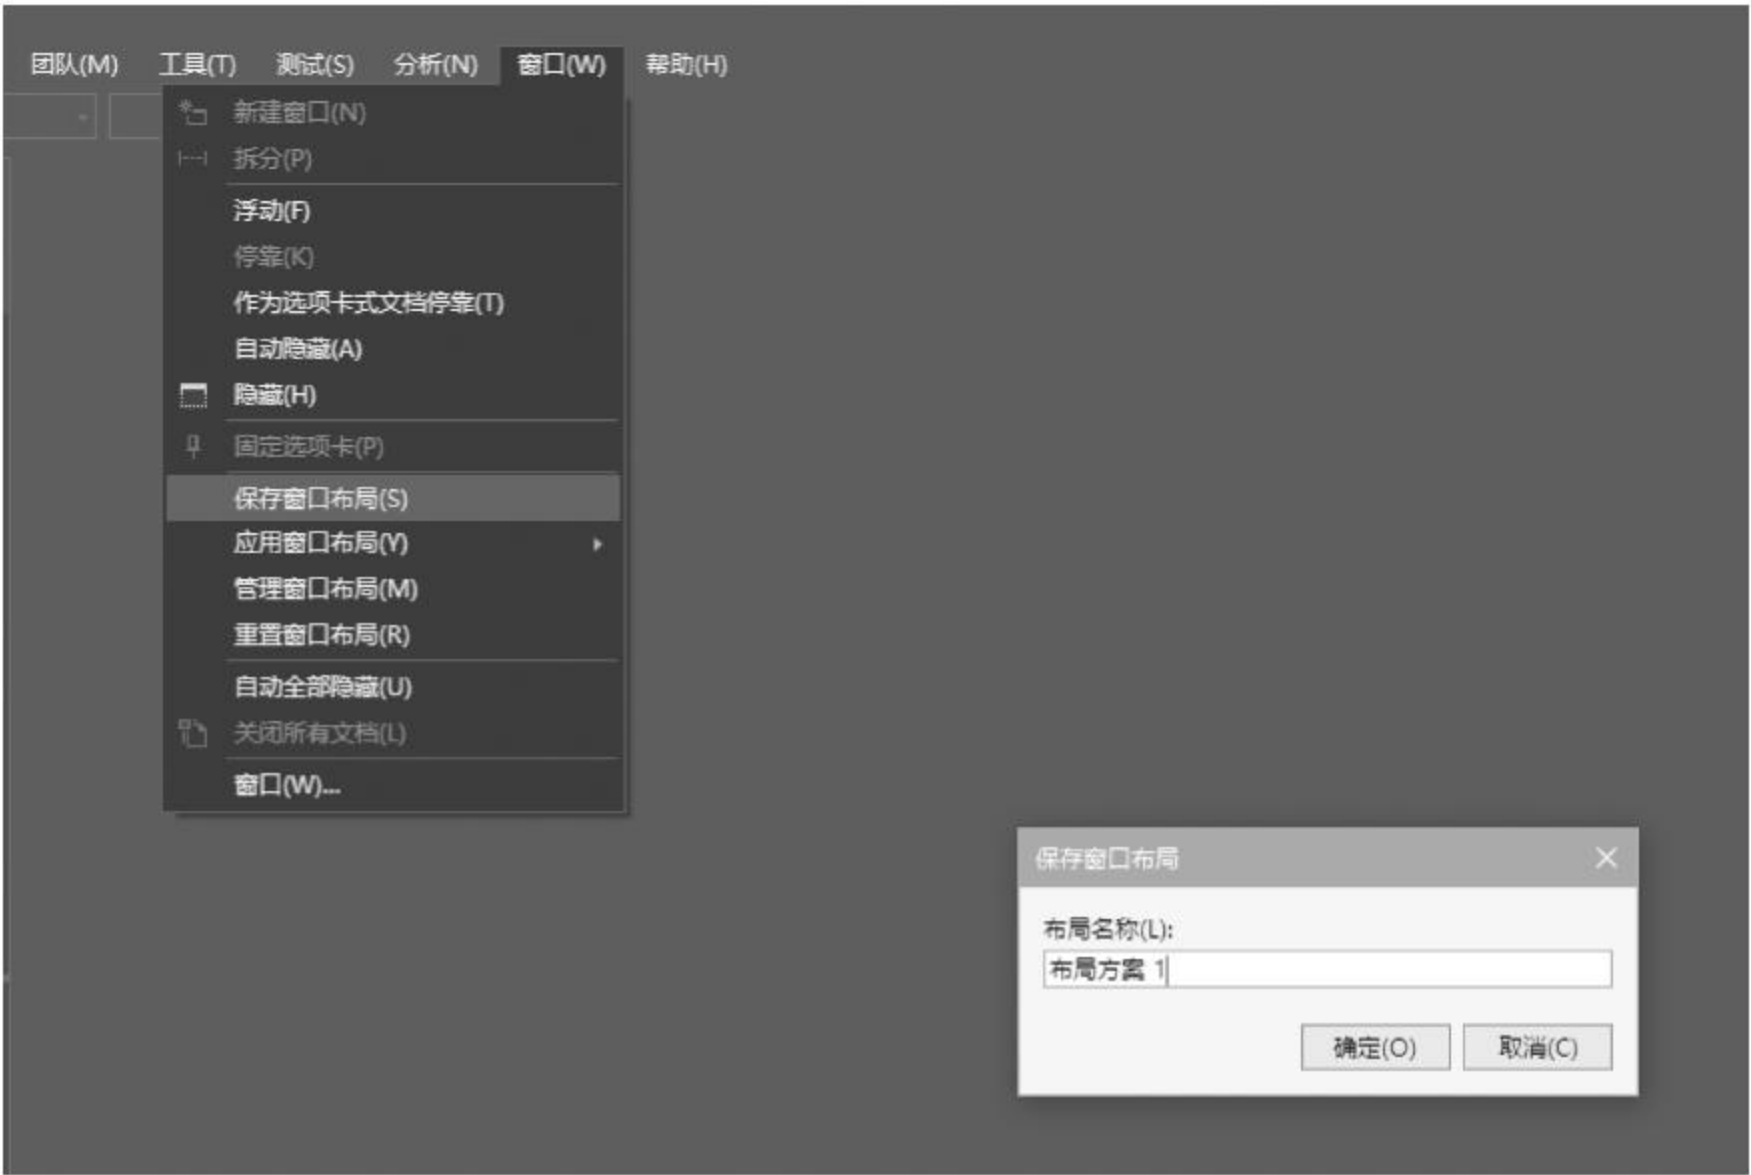 团队(M) 工具(T) 测试(S) 分析(N) 窗口(W) 帮助(H)
新建窗口(N)
拆分(P)
浮动(F)
停靠(K)
作为选项卡式文档停靠(T)
自动隐藏(A)
隐藏(H)
固定选项卡(P)
保存窗口布局(S)
应用窗口布局(Y)
管理窗口布局(M)
重置窗口布局(R)
自动全部隐藏(U)
关闭所有文档(L)
窗口(W)...
保存窗口布局
布局名称(L):
布局方案 1
确定(O) 取消(C)